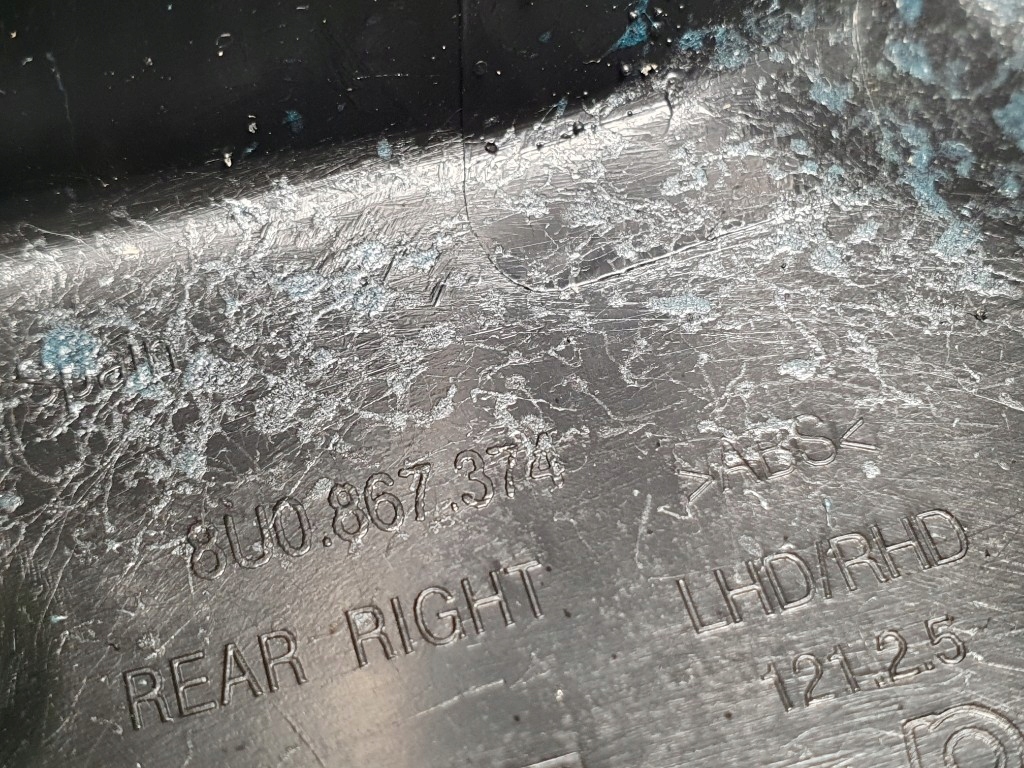 Spain
8U0.867.374
>ABS<
REAR RIGHT
LHD/RHD
121.2.5